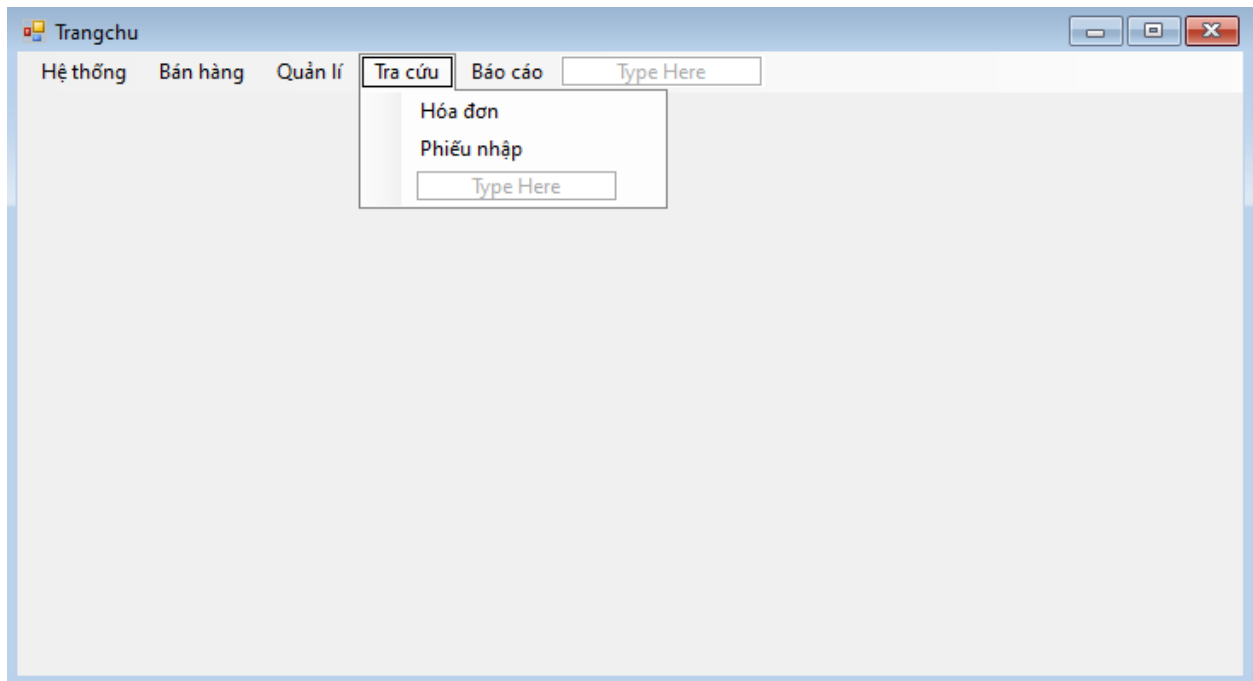 Trangchu
Hệ thống Bán hàng Quản lí Tra cứu Báo cáo Type Here
Hóa đơn
Phiếu nhập
Type Here